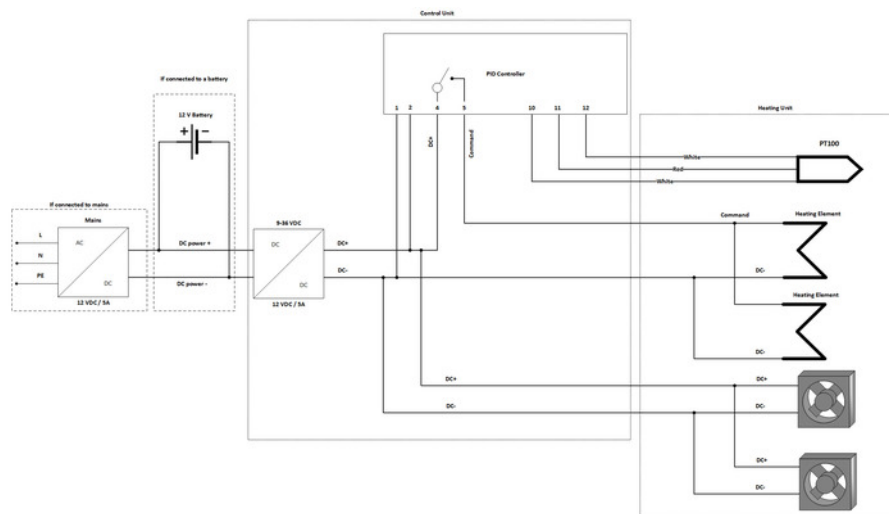 Control Unit
PID Controller
1 2 4 5 10 11 12
DC+
Command
If connected to a battery
12 V Battery
+ −
If connected to mains
Mains
L
N
PE
AC
DC
12 VDC / 5A
DC power +
DC power -
9-36 VDC
DC
DC
12 VDC / 5A
DC+
DC-
DC+
DC-
Heating Unit
PT100
White
Red
White
Command
Heating Element
DC-
Heating Element
DC-
DC+
DC-
DC+
DC-